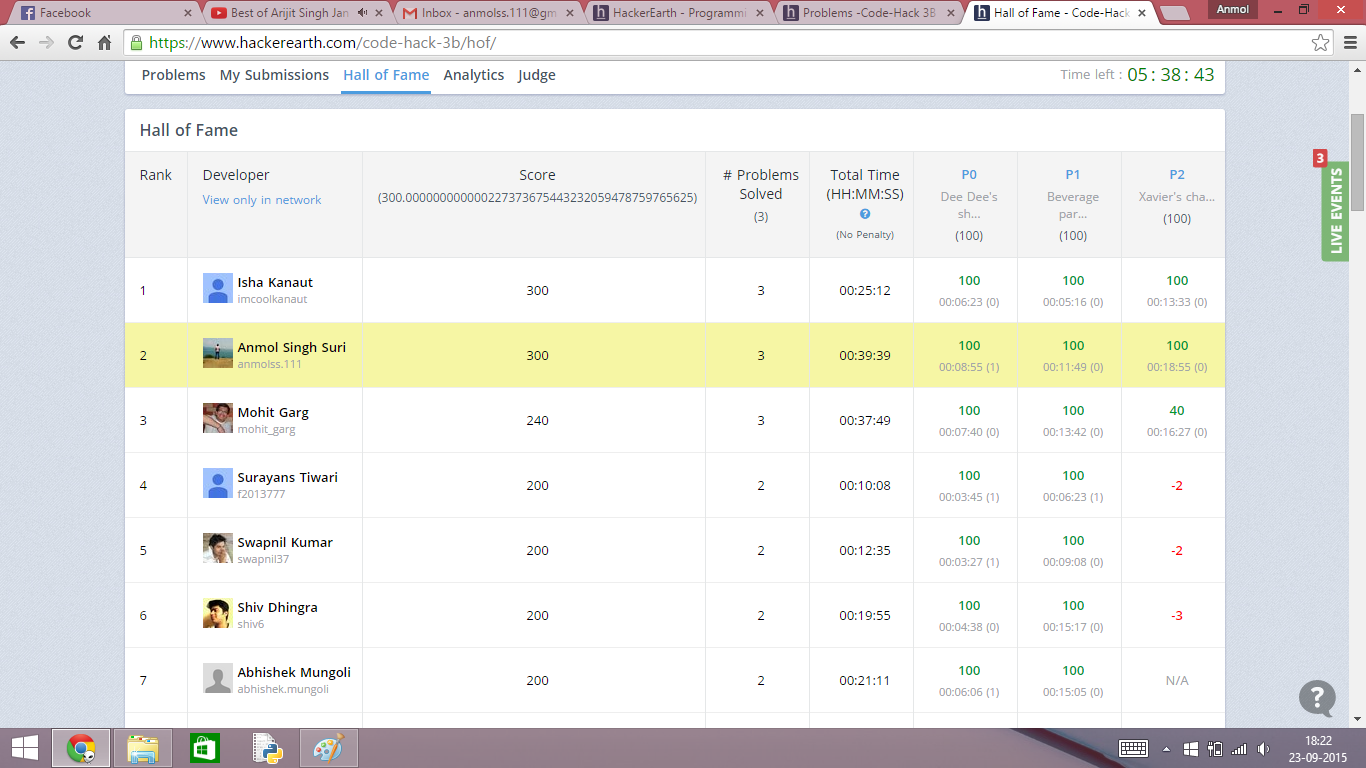 Facebook
Best of Arijit Singh Jan
Inbox - anmolss.111@gm
HackerEarth - Programmi
Problems -Code-Hack 3B
Hall of Fame - Code-Hack
Anmol
https://www.hackerearth.com/code-hack-3b/hof/
Problems My Submissions Hall of Fame Analytics Judge
Time left : 05 : 38 : 43
Hall of Fame
Rank
Developer
View only in network
Score
(300.000000000000227373675443232059478759765625)
# Problems
Solved
(3)
Total Time
(HH:MM:SS)
?
(No Penalty)
P0
Dee Dee's
sh...
(100)
P1
Beverage
par...
(100)
P2
Xavier's cha...
(100)
1 Isha Kanaut 300 3 00:25:12 100 100 100
imcoolkanaut 00:06:23 (0) 00:05:16 (0) 00:13:33 (0)
2 Anmol Singh Suri 300 3 00:39:39 100 100 100
anmolss.111 00:08:55 (1) 00:11:49 (0) 00:18:55 (0)
3 Mohit Garg 240 3 00:37:49 100 100 40
mohit_garg 00:07:40 (0) 00:13:42 (0) 00:16:27 (0)
4 Surayans Tiwari 200 2 00:10:08 100 100 -2
f2013777 00:03:45 (1) 00:06:23 (1)
5 Swapnil Kumar 200 2 00:12:35 100 100 -2
swapnil37 00:03:27 (1) 00:09:08 (0)
6 Shiv Dhingra 200 2 00:19:55 100 100 -3
shiv6 00:04:38 (0) 00:15:17 (0)
7 Abhishek Mungoli 200 2 00:21:11 100 100 N/A
abhishek.mungoli 00:06:06 (1) 00:15:05 (0)
3
LIVE EVENTS
?
18:22
23-09-2015